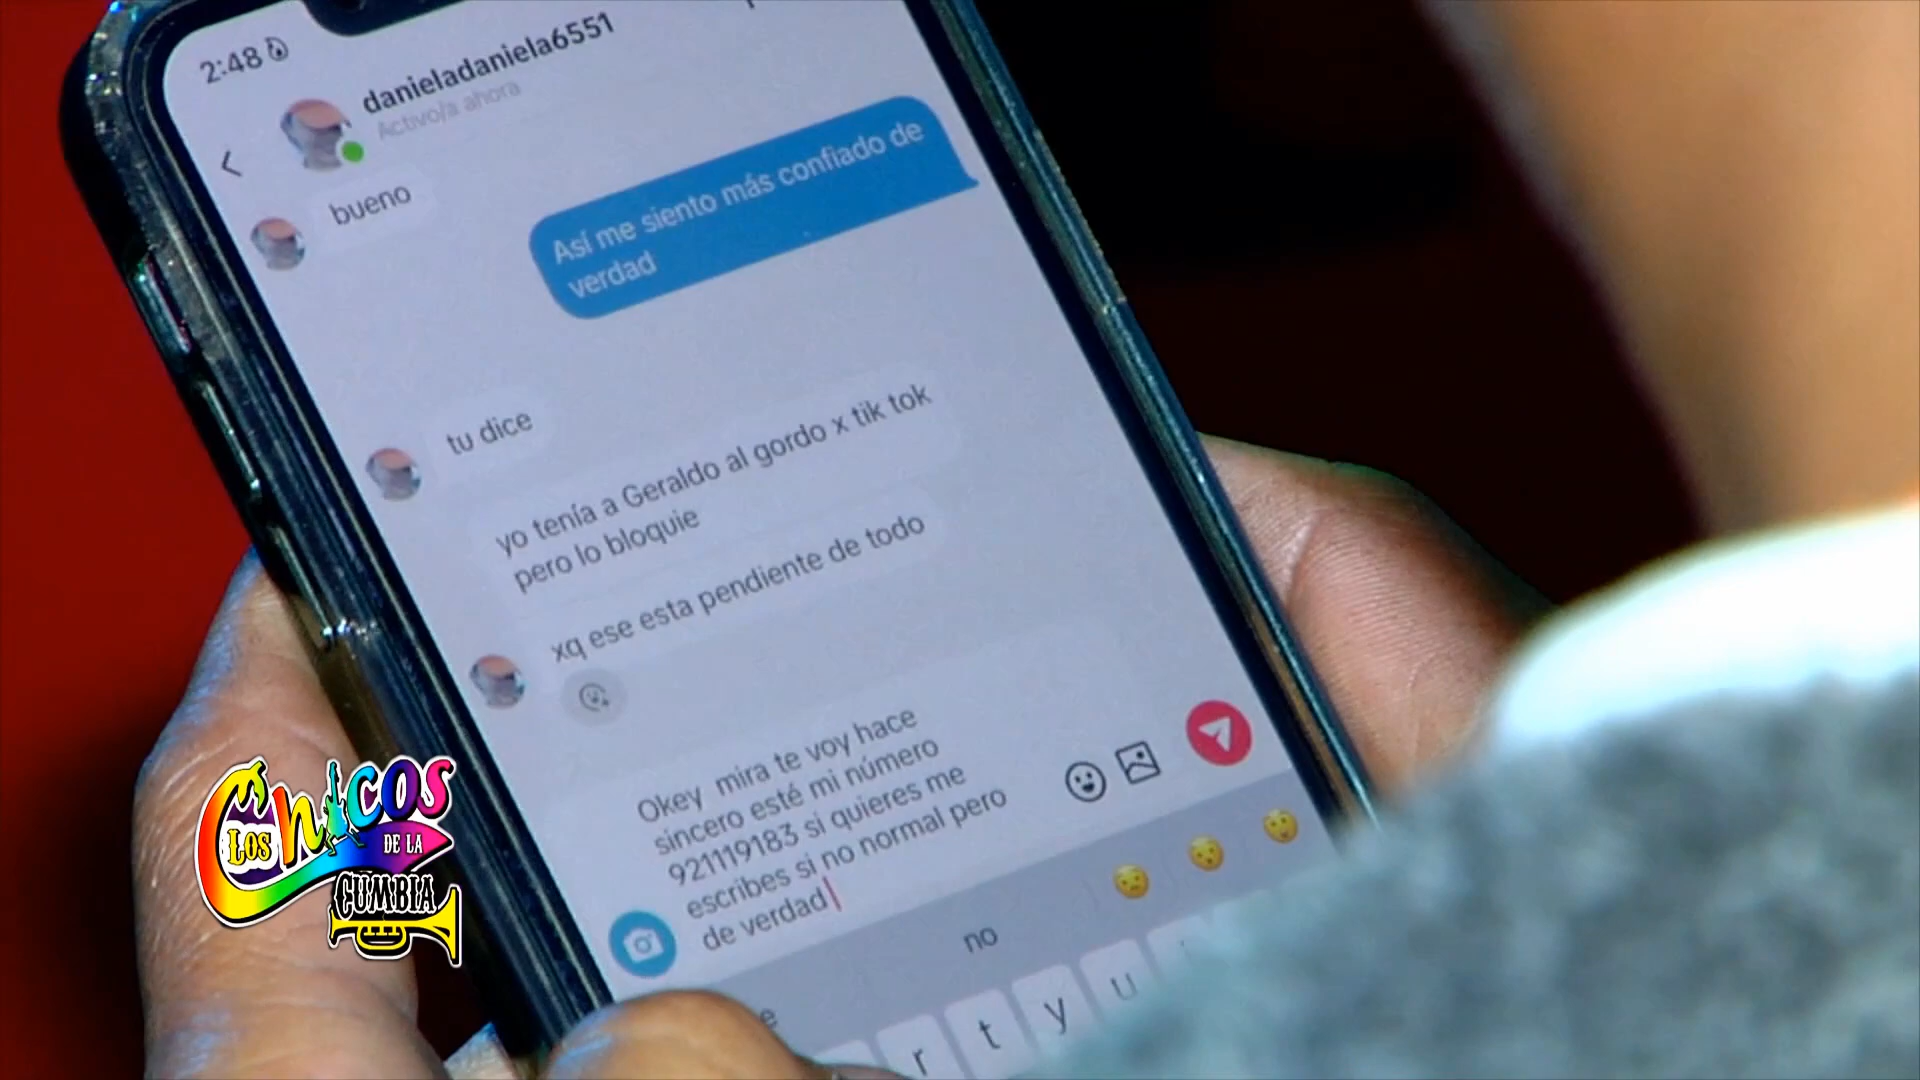 2:48
danieladaniela6551
Activo/a ahora
bueno
Así me siento más confiado de
verdad
tu dice
yo tenía a Geraldo al gordo x tik tok
pero lo bloquie
xq ese esta pendiente de todo
Okey mira te voy hace
sincero esté mi número
921119183 si quieres me
escribes si no normal pero
de verdad
no
e r t y u
LOS Chicos
DE LA
CUMBIA